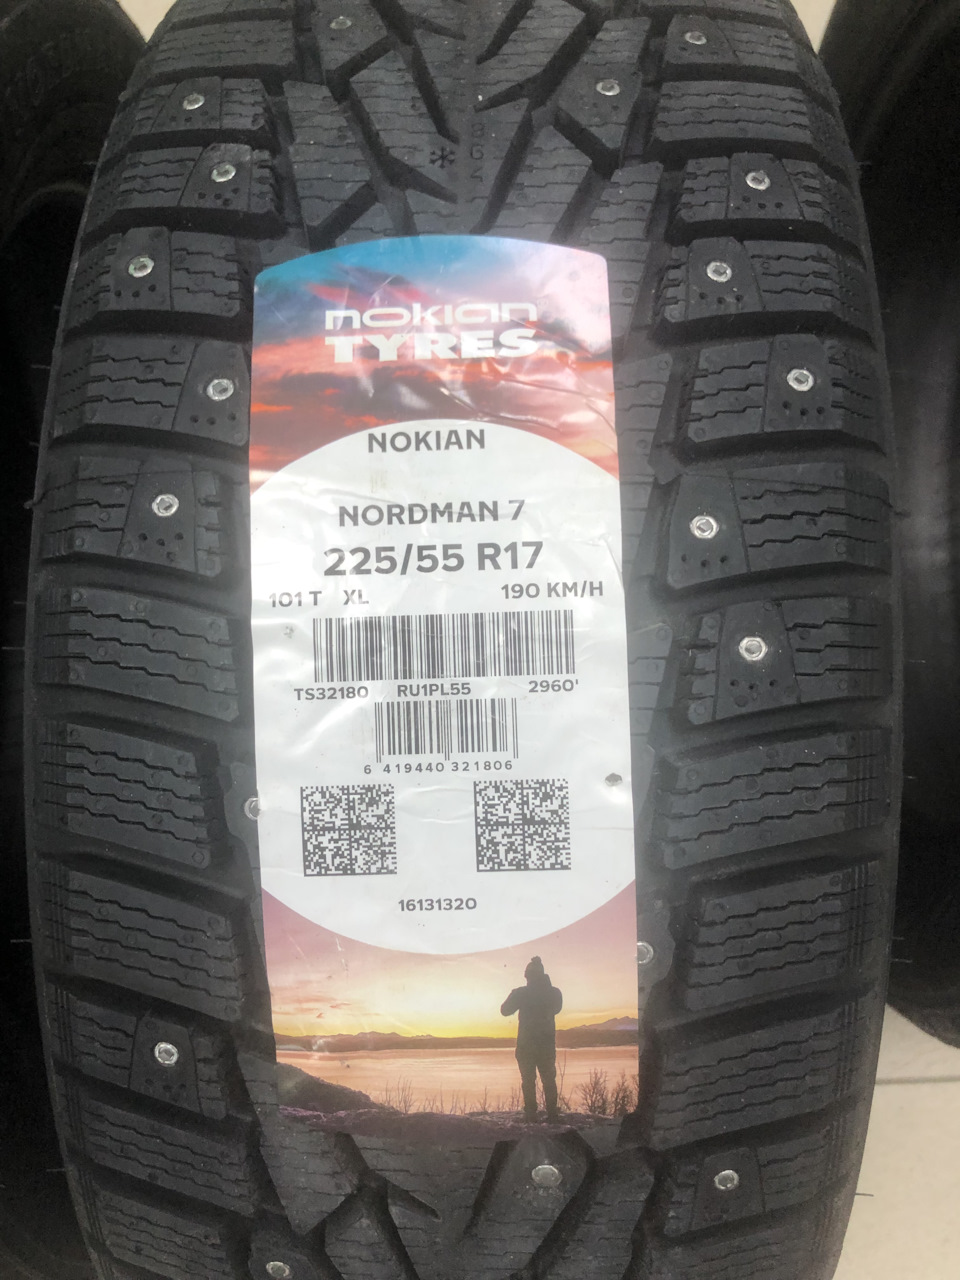 nokian
TYRES
NOKIAN
NORDMAN 7
225/55 R17
101 T XL 190 KM/H
TS32180 RU1PL55 2960'
6 419440 321806
16131320